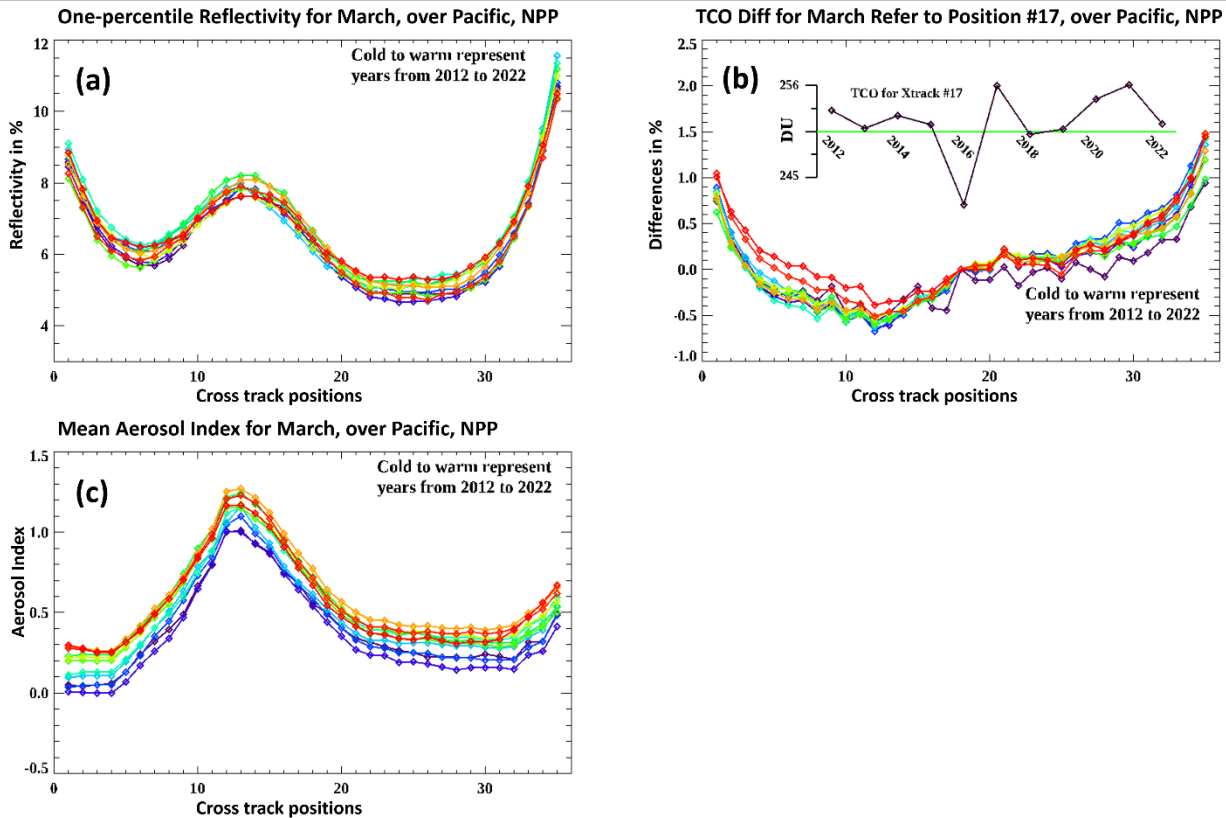 One-percentile Reflectivity for March, over Pacific, NPP
12
10
8
6
4
Reflectivity in %
(a)
Cold to warm represent
years from 2012 to 2022
0
10
20
30
Cross track positions
TCO Diff for March Refer to Position #17, over Pacific, NPP
2.5
2.0
1.5
1.0
0.5
0.0
-0.5
-1.0
Differences in %
(b)
256
TCO for Xtrack #17
DU
245
2012
2014
2016
2018
2020
2022
Cold to warm represent
years from 2012 to 2022
0
10
20
30
Cross track positions
Mean Aerosol Index for March, over Pacific, NPP
1.5
1.0
0.5
0.0
-0.5
Aerosol Index
(c)
Cold to warm represent
years from 2012 to 2022
0
10
20
30
Cross track positions